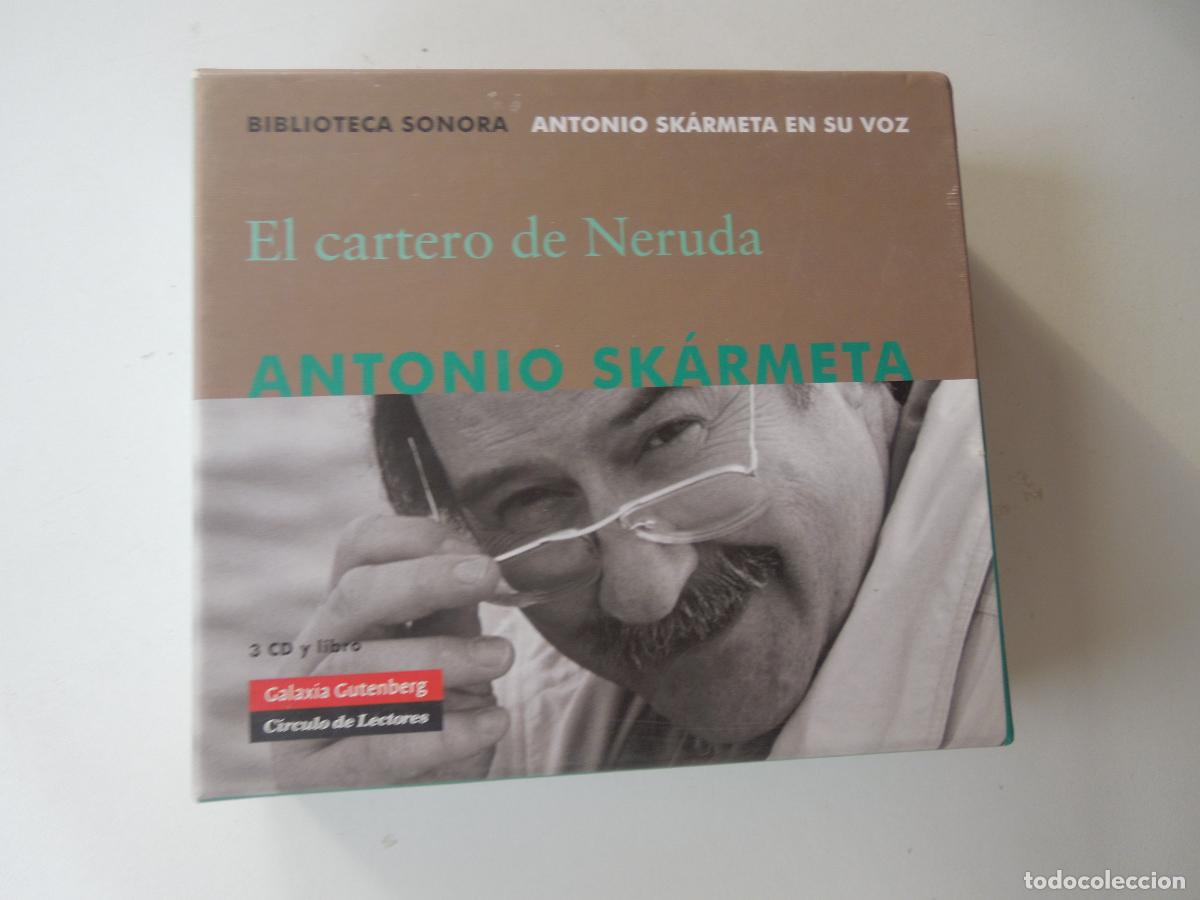 BIBLIOTECA SONORA ANTONIO SKÁRMETA EN SU VOZ
El cartero de Neruda
ANTONIO SKÁRMETA
3 CD y libro
Galaxia Gutenberg
Círculo de Lectores
todocoleccion